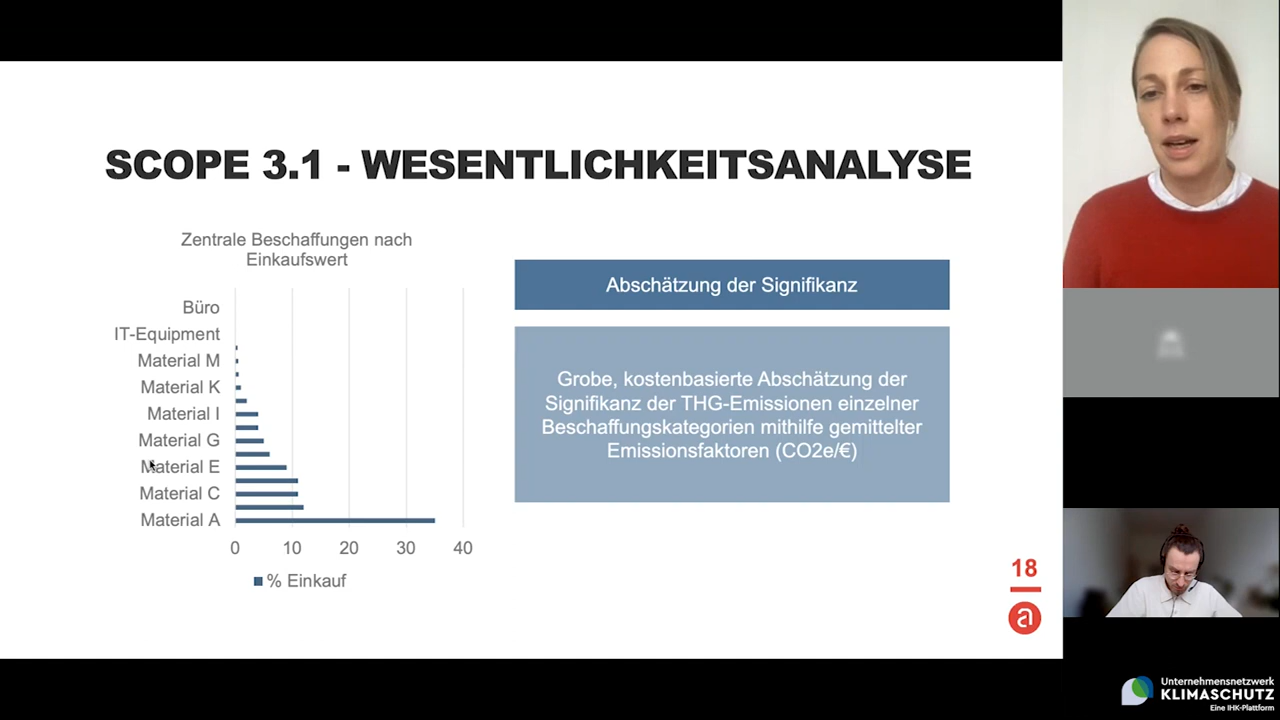 SCOPE 3.1 - WESENTLICHKEITSANALYSE
Zentrale Beschaffungen nach
Einkaufswert
Büro
IT-Equipment
Material M
Material K
Material I
Material G
Material E
Material C
Material A
0 10 20 30 40
% Einkauf
Abschätzung der Signifikanz
Grobe, kostenbasierte Abschätzung der
Signifikanz der THG-Emissionen einzelner
Beschaffungskategorien mithilfe gemittelter
Emissionsfaktoren (CO2e/€)
18
a
Unternehmensnetzwerk
KLIMASCHUTZ
Eine IHK-Plattform